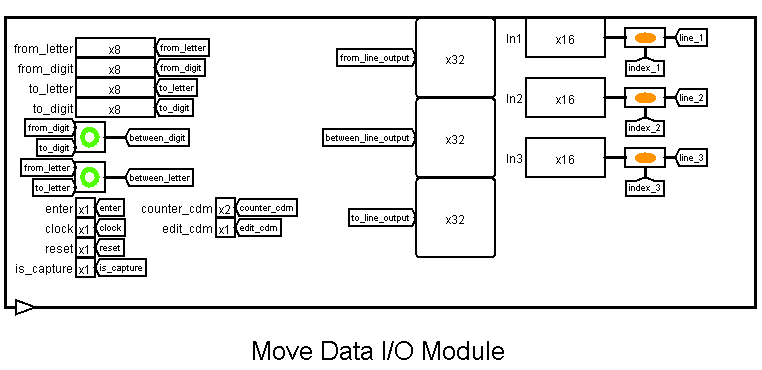 from_letter x8 from_letter
from_digit x8 from_digit
to_letter x8 to_letter
to_digit x8 to_digit
from_digit
to_digit
between_digit
from_letter
to_letter
between_letter
enter x1 enter
clock x1 clock
reset x1 reset
is_capture x1 is_capture
counter_cdm x2 counter_cdm
edit_cdm x1 edit_cdm
from_line_output x32
between_line_output x32
to_line_output x32
In1 x16 line_1
index_1
In2 x16 line_2
index_2
In3 x16 line_3
index_3
Move Data I/O Module